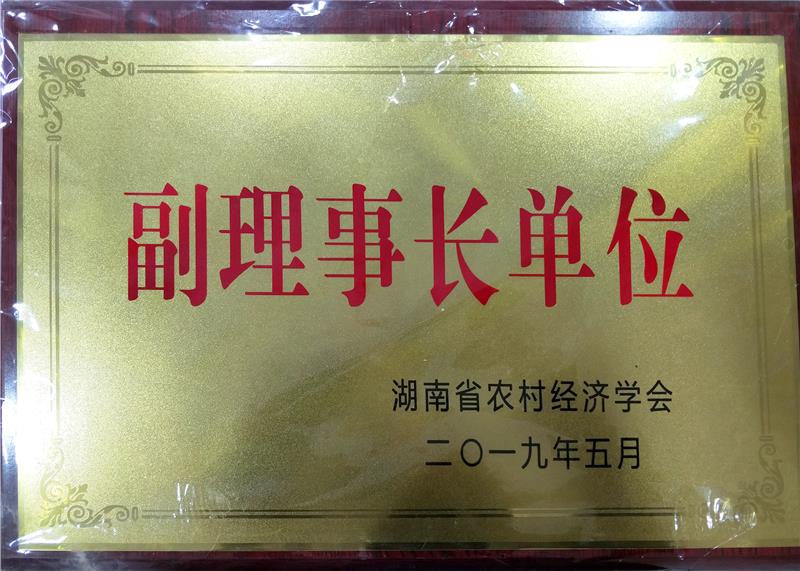 副理事长单位
湖南省农村经济学会
二〇一九年五月